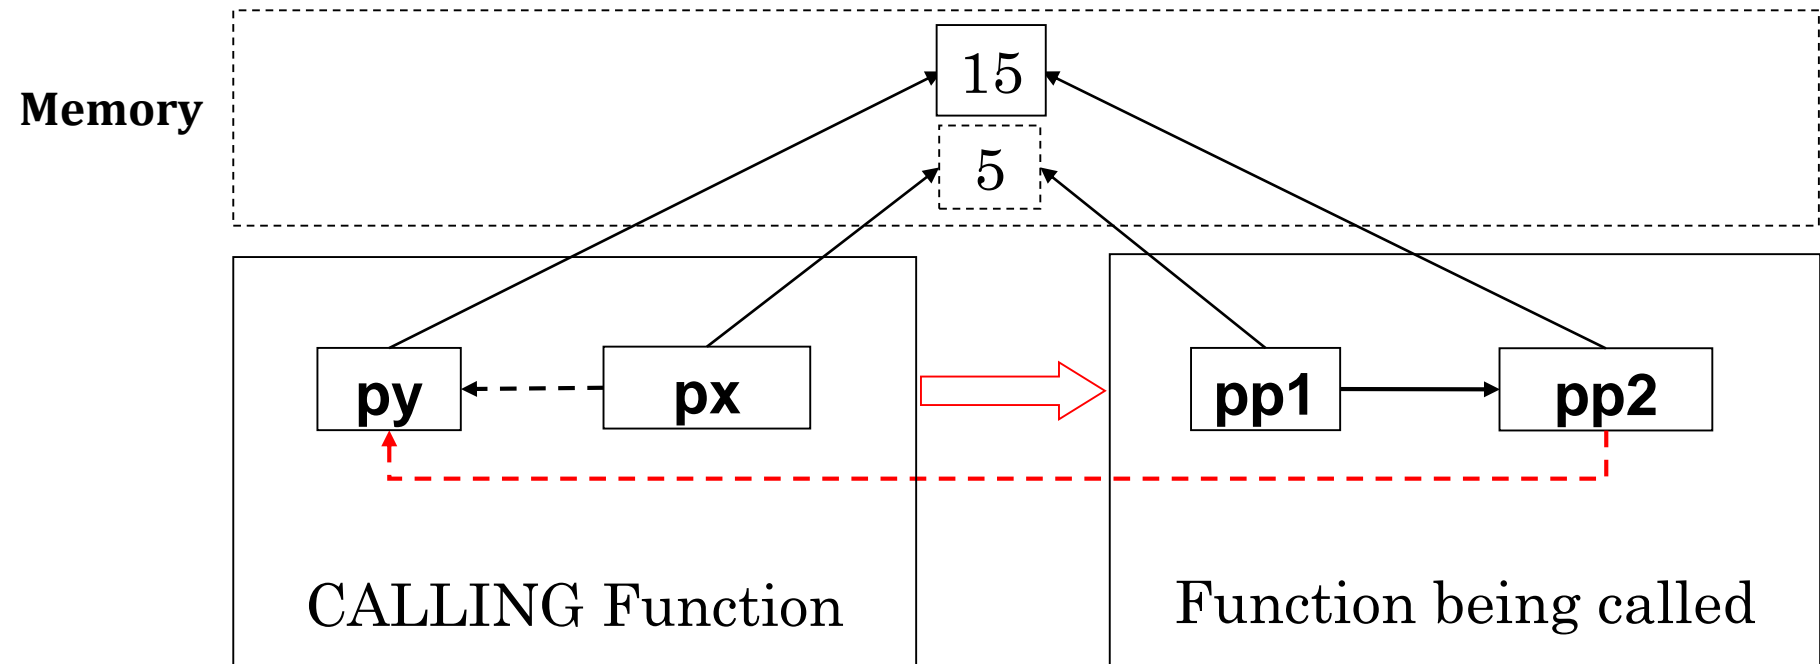 15
Memory
5
py px pp1 pp2
CALLING Function
Function being called